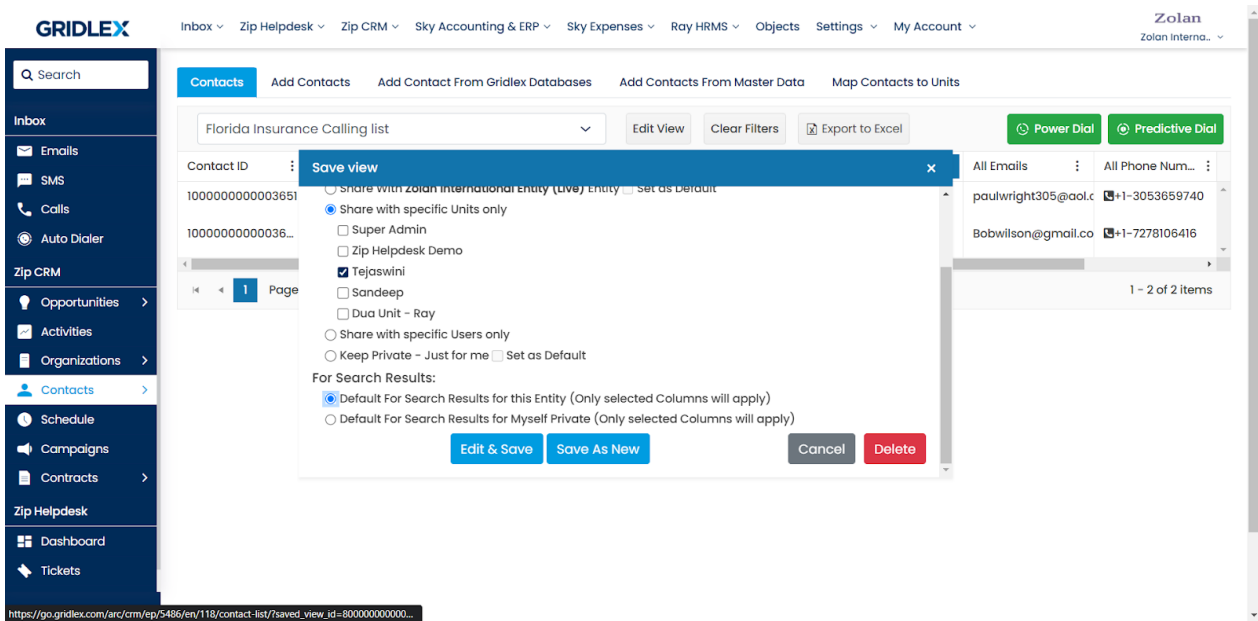 GRIDLEX
Inbox Zip Helpdesk Zip CRM Sky Accounting & ERP Sky Expenses Ray HRMS Objects Settings My Account
Zolan
Zolan Interna..
Search
Contacts Add Contacts Add Contact From Gridlex Databases Add Contacts From Master Data Map Contacts to Units
Inbox
Emails
SMS
Calls
Auto Dialer
Zip CRM
Opportunities
Activities
Organizations
Contacts
Schedule
Campaigns
Contracts
Zip Helpdesk
Dashboard
Tickets
Florida Insurance Calling list
Edit View Clear Filters Export to Excel Power Dial Predictive Dial
Contact ID All Emails All Phone Num...
1000000000003651 paulwright305@aol.c +1-3053659740
10000000000036... Bobwilson@gmail.co +1-7278106416
1 Page 1 - 2 of 2 items
Save view
Share With Zolan International Entity (Live) Entity Set as Default
Share with specific Units only
Super Admin
Zip Helpdesk Demo
Tejaswini
Sandeep
Dua Unit - Ray
Share with specific Users only
Keep Private - Just for me Set as Default
For Search Results:
Default For Search Results for this Entity (Only selected Columns will apply)
Default For Search Results for Myself Private (Only selected Columns will apply)
Edit & Save Save As New Cancel Delete
https://go.gridlex.com/arc/crm/ep/5486/en/118/contact-list/?saved_view_id=800000000000...